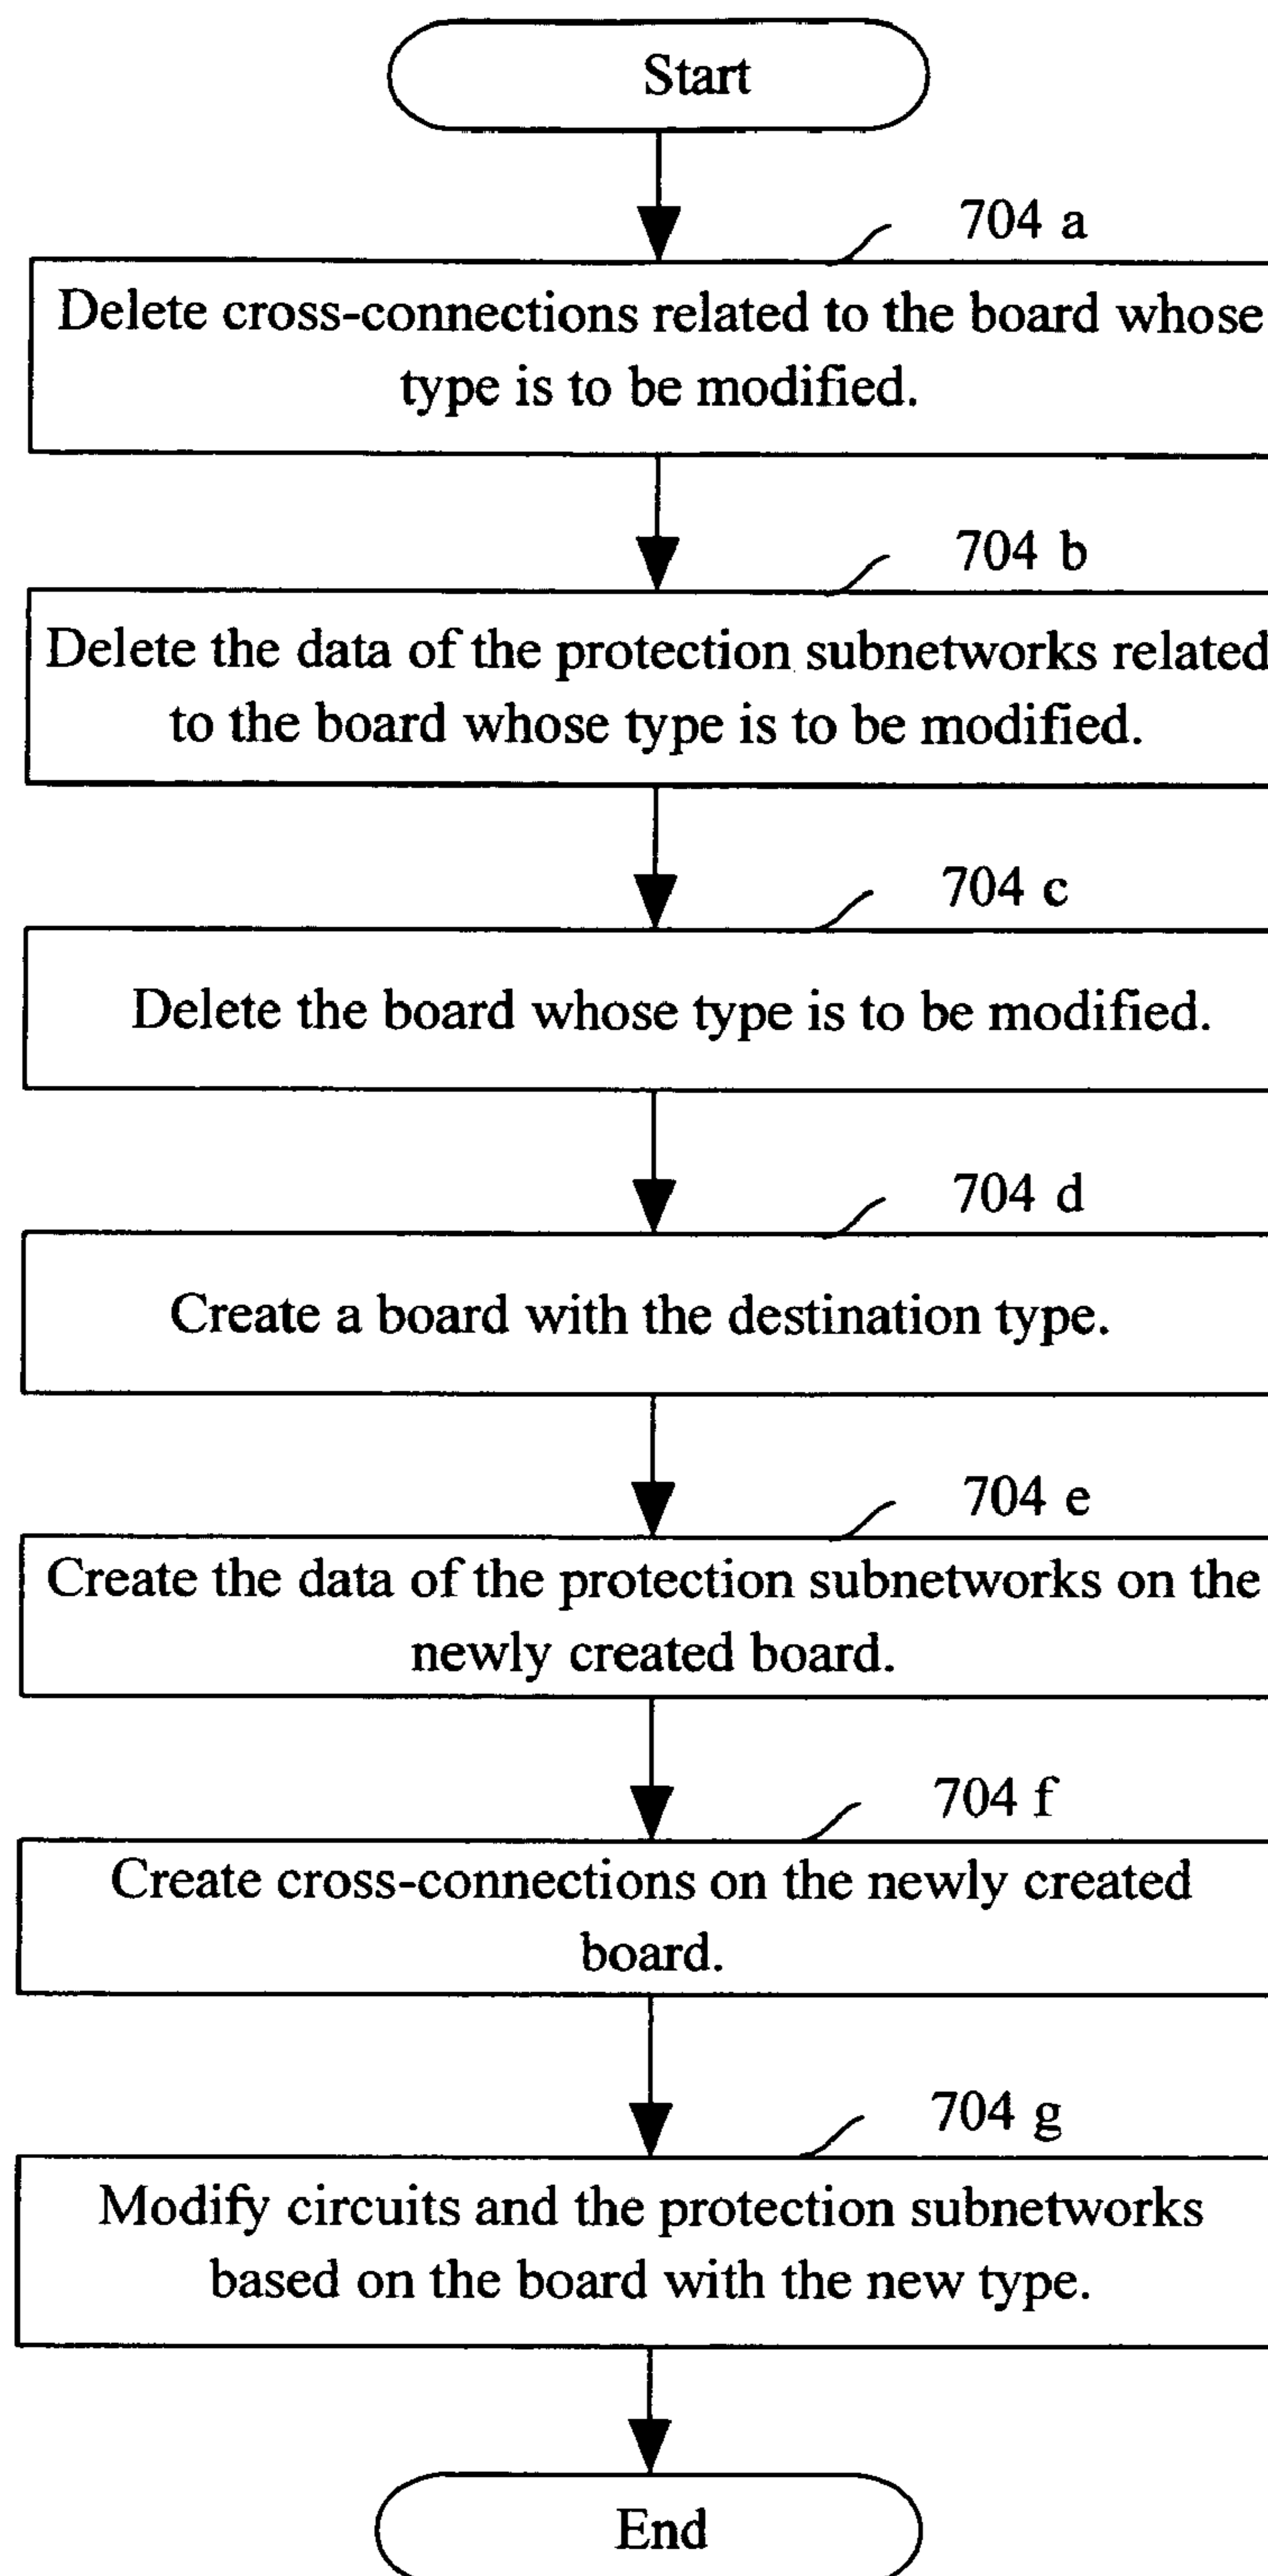 Start
704 a
Delete cross-connections related to the board whose
type is to be modified.
704 b
Delete the data of the protection subnetworks related
to the board whose type is to be modified.
704 c
Delete the board whose type is to be modified.
704 d
Create a board with the destination type.
704 e
Create the data of the protection subnetworks on the
newly created board.
704 f
Create cross-connections on the newly created
board.
704 g
Modify circuits and the protection subnetworks
based on the board with the new type.
End